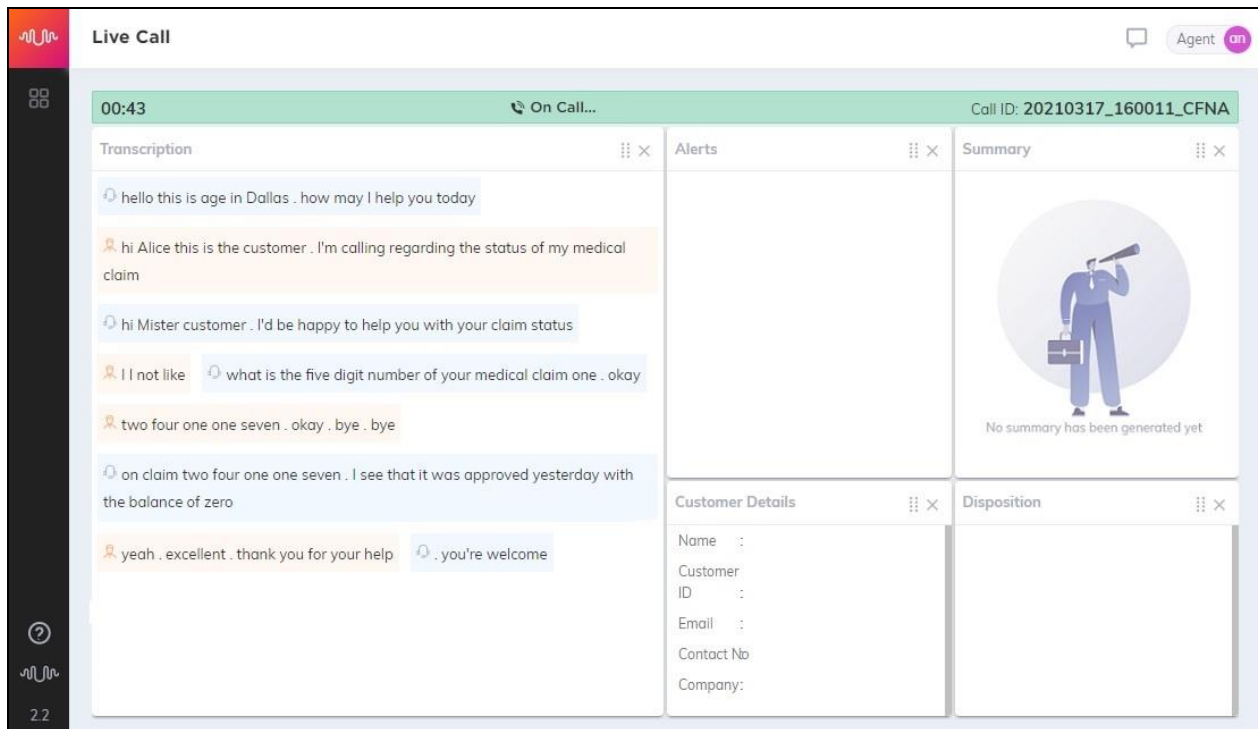 Live Call
Agent an
00:43
On Call...
Call ID: 20210317_160011_CFNA
Transcription
hello this is age in Dallas . how may I help you today
hi Alice this is the customer . I'm calling regarding the status of my medical
claim
hi Mister customer . I'd be happy to help you with your claim status
I I not like
what is the five digit number of your medical claim one . okay
two four one one seven . okay . bye . bye
on claim two four one one seven . I see that it was approved yesterday with
the balance of zero
yeah . excellent . thank you for your help
. you're welcome
Alerts
Summary
No summary has been generated yet
Customer Details
Name :
Customer
ID :
Email :
Contact No
Company:
Disposition
2.2